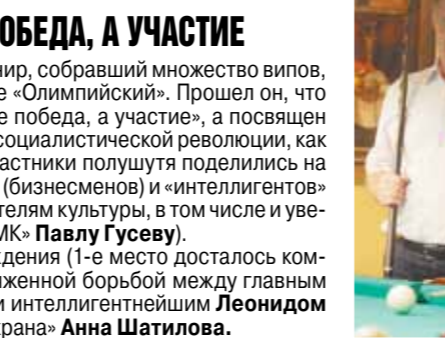 ОБЕДА, А УЧАСТИЕ
нир, собравший множество випов,
е «Олимпийский». Прошел он, что
е победа, а участие», а посвящен
социалистической революции, как
астники полушутя поделились на
(бизнесменов) и «интеллигентов»
телям культуры, в том числе и уве-
МК» Павлу Гусеву).
дения (1-е место досталось ком-
женной борьбой между главным
и интеллигентнейшим Леонидом
крана» Анна Шатилова.